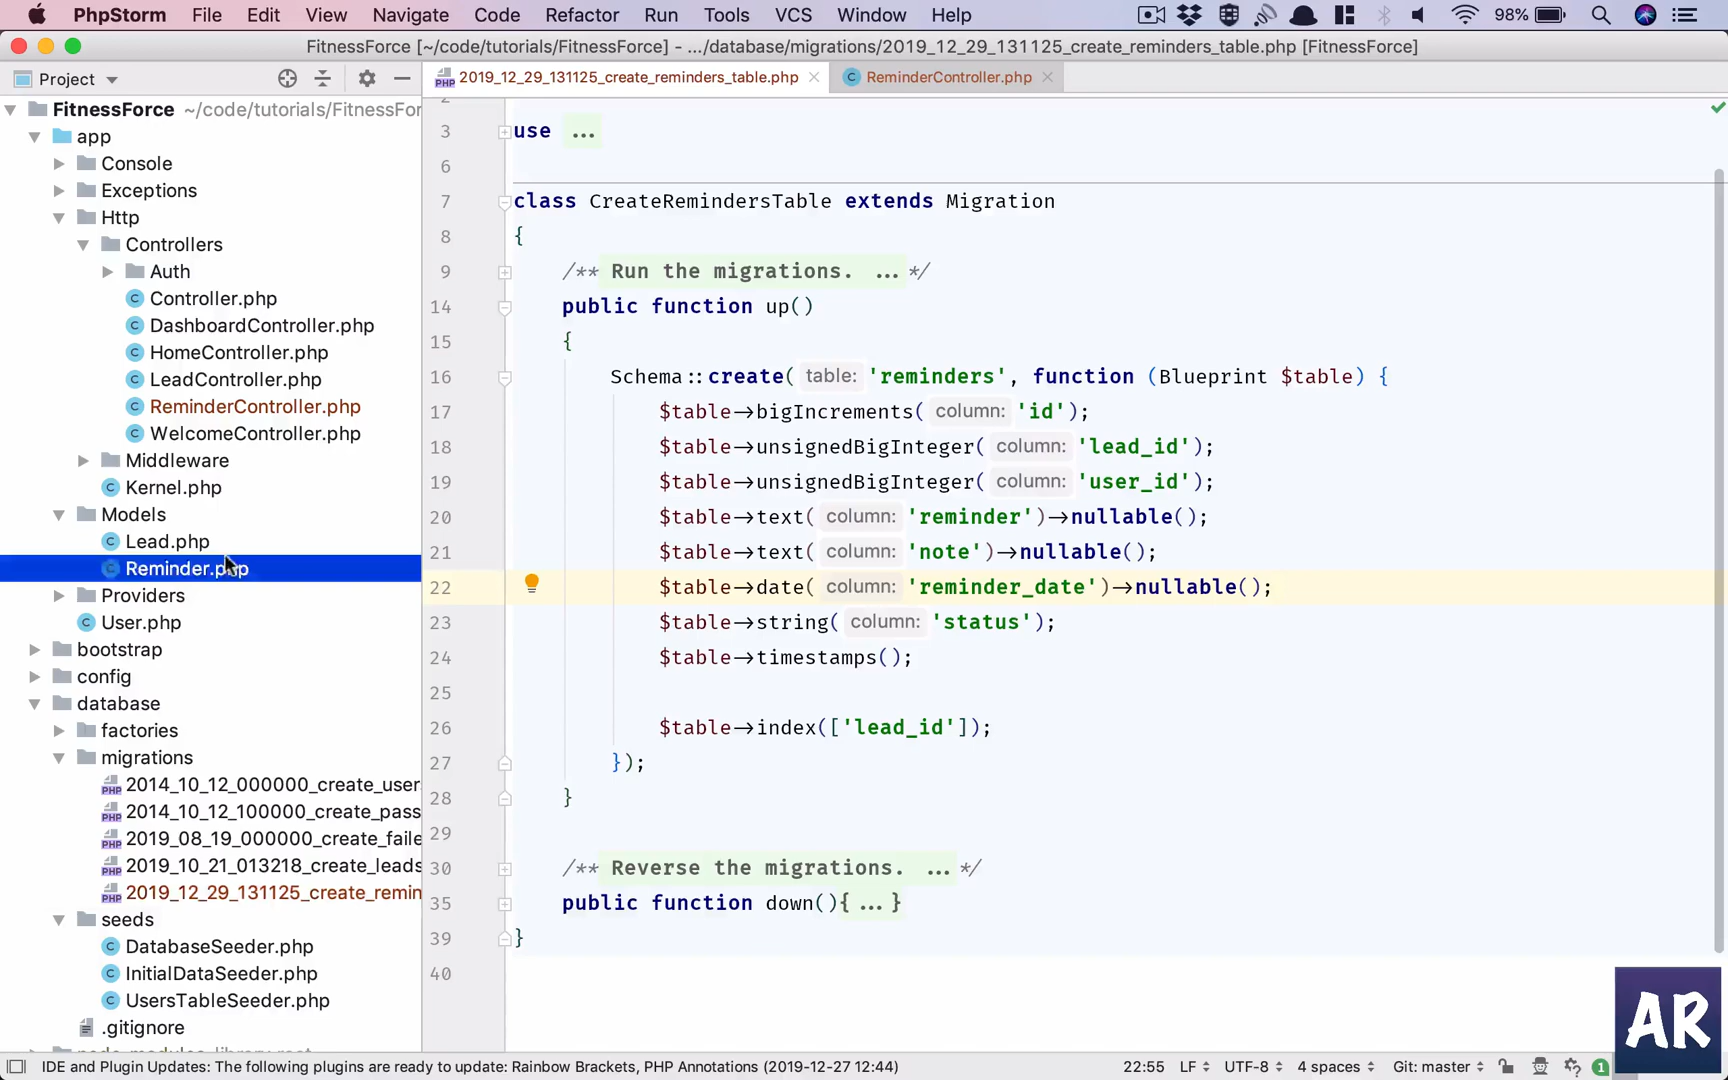 PhpStorm File Edit View Navigate Code Refactor Run Tools VCS Window Help 98%
FitnessForce [~/code/tutorials/FitnessForce] - .../database/migrations/2019_12_29_131125_create_reminders_table.php [FitnessForce]
Project
2019_12_29_131125_create_reminders_table.php
ReminderController.php
FitnessForce ~/code/tutorials/FitnessFor
app
Console
Exceptions
Http
Controllers
Auth
Controller.php
DashboardController.php
HomeController.php
LeadController.php
ReminderController.php
WelcomeController.php
Middleware
Kernel.php
Models
Lead.php
Reminder.php
Providers
User.php
bootstrap
config
database
factories
migrations
2014_10_12_000000_create_user
2014_10_12_100000_create_pass
2019_08_19_000000_create_faile
2019_10_21_013218_create_leads
2019_12_29_131125_create_remin
seeds
DatabaseSeeder.php
InitialDataSeeder.php
UsersTableSeeder.php
.gitignore
2
3 use ...
6
7 class CreateRemindersTable extends Migration
8 {
9 /** Run the migrations. ...*/
14 public function up()
15 {
16 Schema::create( table: 'reminders', function (Blueprint $table) {
17 $table->bigIncrements( column: 'id');
18 $table->unsignedBigInteger( column: 'lead_id');
19 $table->unsignedBigInteger( column: 'user_id');
20 $table->text( column: 'reminder')->nullable();
21 $table->text( column: 'note')->nullable();
22 $table->date( column: 'reminder_date')->nullable();
23 $table->string( column: 'status');
24 $table->timestamps();
25
26 $table->index(['lead_id']);
27 });
28 }
29
30 /** Reverse the migrations. ...*/
35 public function down(){...}
39 }
40
AR
IDE and Plugin Updates: The following plugins are ready to update: Rainbow Brackets, PHP Annotations (2019-12-27 12:44) 22:55 LF UTF-8 4 spaces Git: master 1